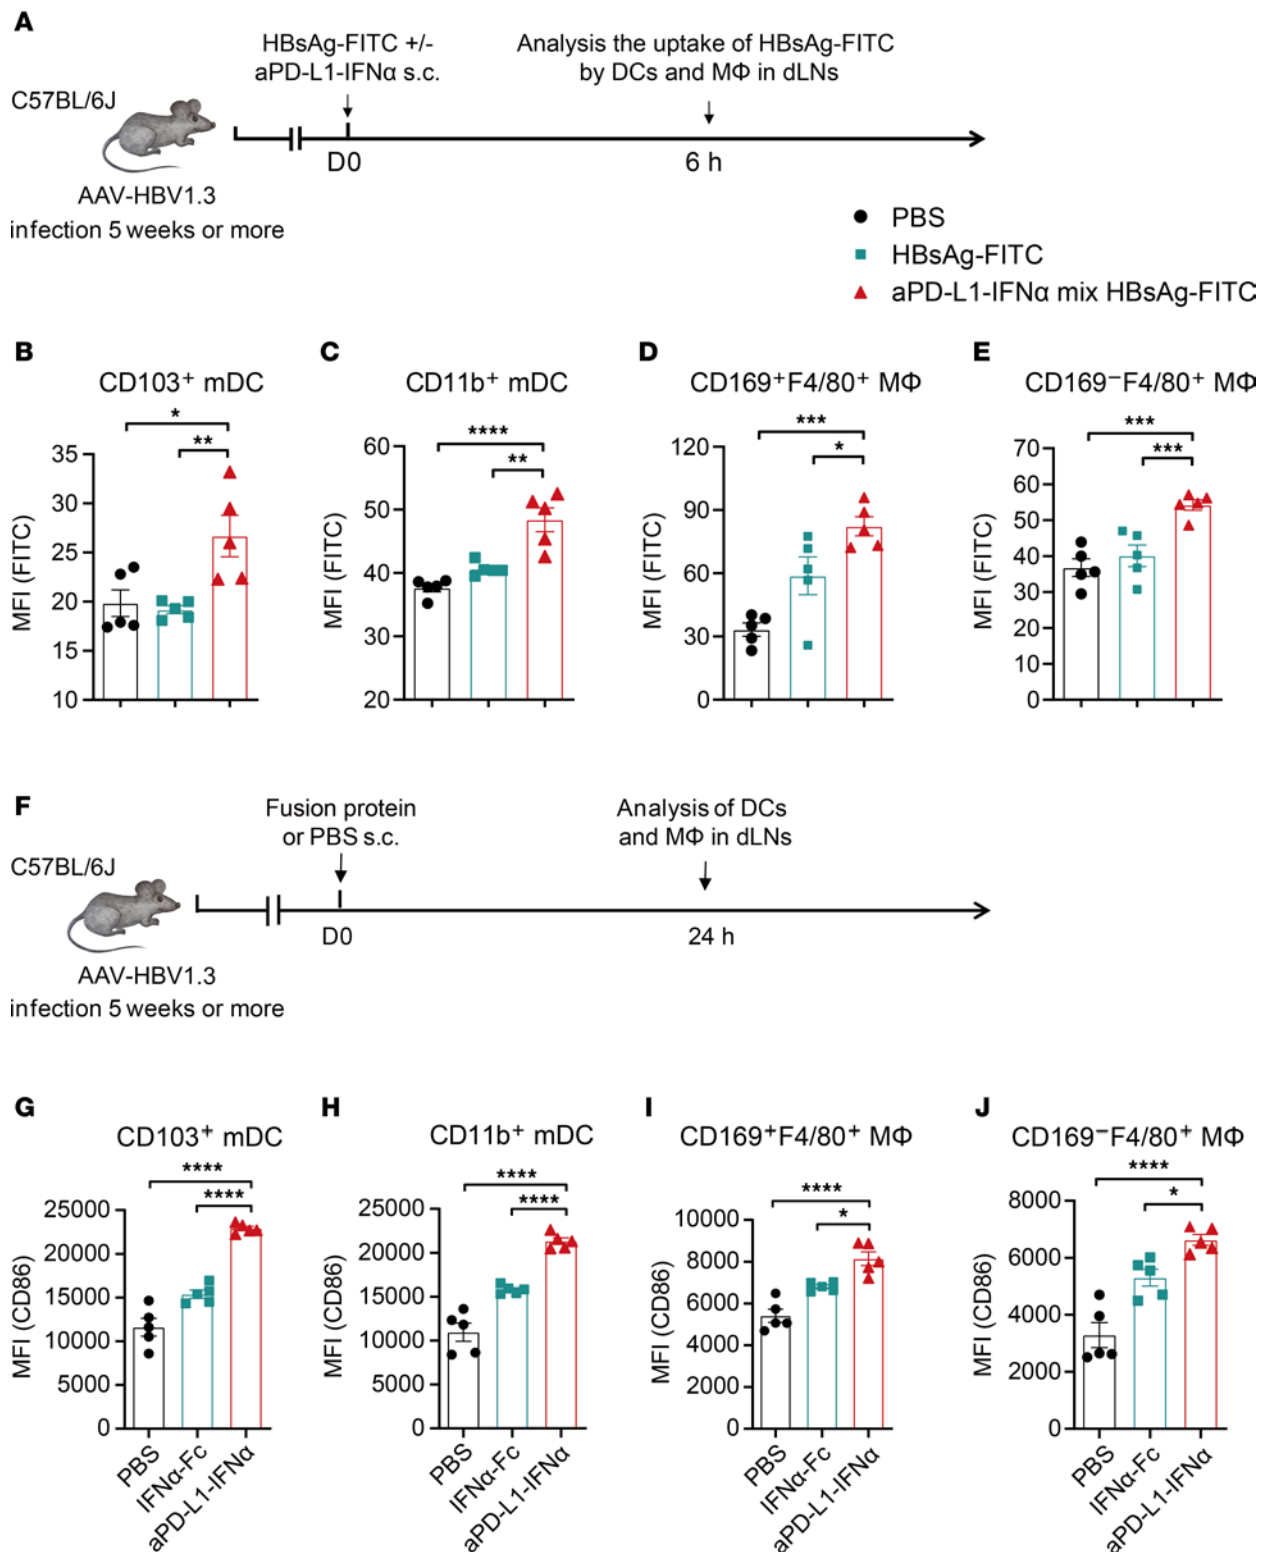 A
HBsAg-FITC +/-
aPD-L1-IFNα s.c.
Analysis the uptake of HBsAg-FITC
by DCs and MΦ in dLNs
C57BL/6J
D0
6 h
AAV-HBV1.3
infection 5 weeks or more
PBS
HBsAg-FITC
aPD-L1-IFNα mix HBsAg-FITC
B
CD103⁺ mDC
*
**
MFI (FITC)
35
30
25
20
15
10
C
CD11b⁺ mDC
****
**
MFI (FITC)
60
50
40
30
20
D
CD169⁺F4/80⁺ MΦ
***
*
MFI (FITC)
120
90
60
30
0
E
CD169⁻F4/80⁺ MΦ
***
***
MFI (FITC)
70
60
50
40
30
20
10
0
F
Fusion protein
or PBS s.c.
Analysis of DCs
and MΦ in dLNs
C57BL/6J
D0
24 h
AAV-HBV1.3
infection 5 weeks or more
G
CD103⁺ mDC
****
****
MFI (CD86)
25000
20000
15000
10000
5000
0
PBS
IFNα-Fc
aPD-L1-IFNα
H
CD11b⁺ mDC
****
****
MFI (CD86)
25000
20000
15000
10000
5000
0
PBS
IFNα-Fc
aPD-L1-IFNα
I
CD169⁺F4/80⁺ MΦ
****
*
MFI (CD86)
10000
8000
6000
4000
2000
0
PBS
IFNα-Fc
aPD-L1-IFNα
J
CD169⁻F4/80⁺ MΦ
****
*
MFI (CD86)
8000
6000
4000
2000
0
PBS
IFNα-Fc
aPD-L1-IFNα